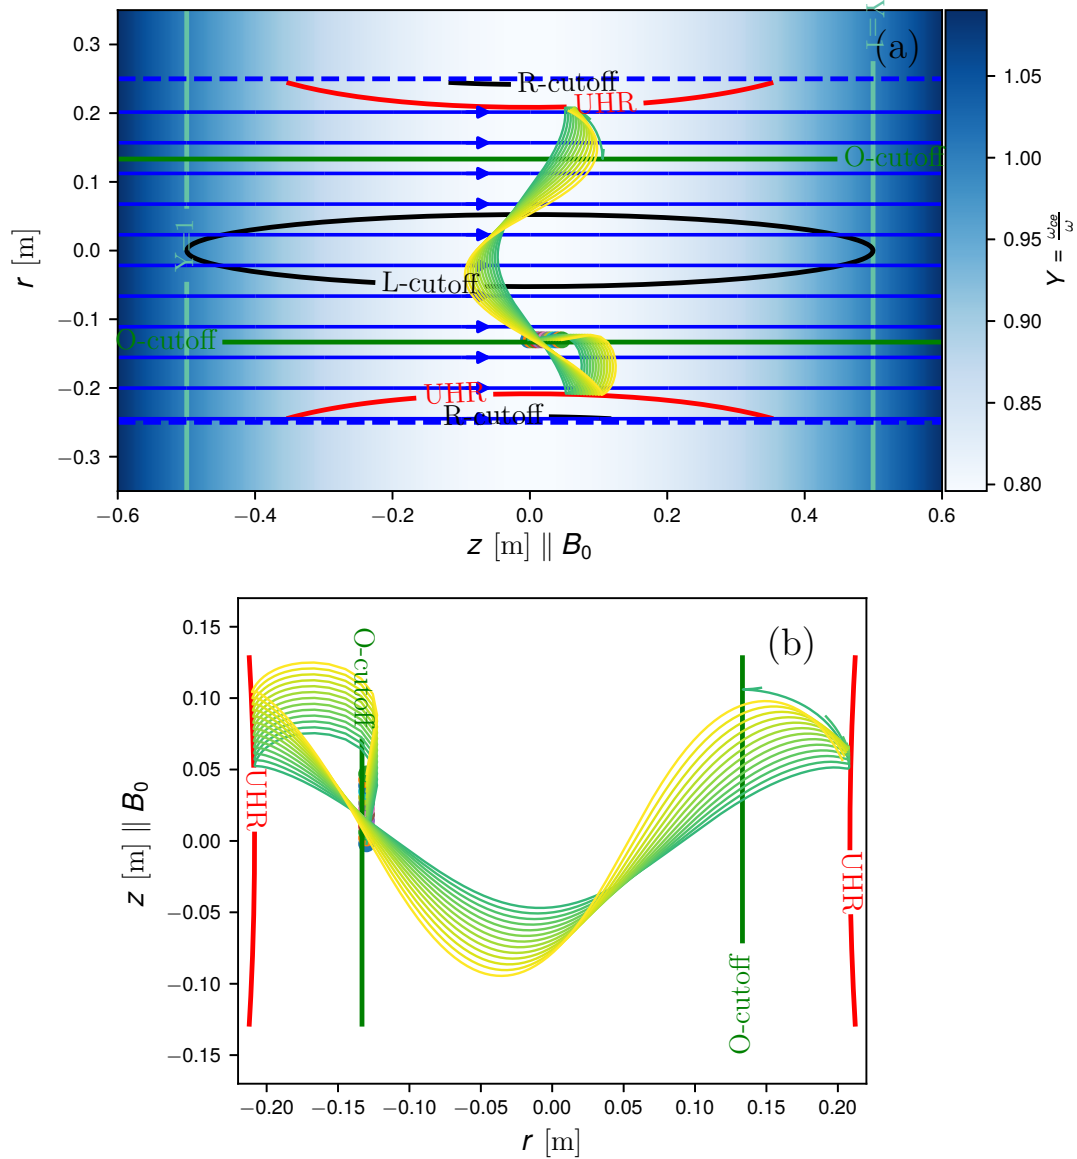 Y=1
(a)
R-cutoff
UHR
O-cutoff
Y=1
L-cutoff
O-cutoff
UHR
R-cutoff
0.3
0.2
0.1
0.0
−0.1
−0.2
−0.3
r [m]
−0.6 −0.4 −0.2 0.0 0.2 0.4 0.6
z [m] ∥ B₀
1.05
1.00
0.95
0.90
0.85
0.80
Y = ω_ce/ω
(b)
O-cutoff
UHR
UHR
O-cutoff
0.15
0.10
0.05
0.00
−0.05
−0.10
−0.15
z [m] ∥ B₀
−0.20 −0.15 −0.10 −0.05 0.00 0.05 0.10 0.15 0.20
r [m]